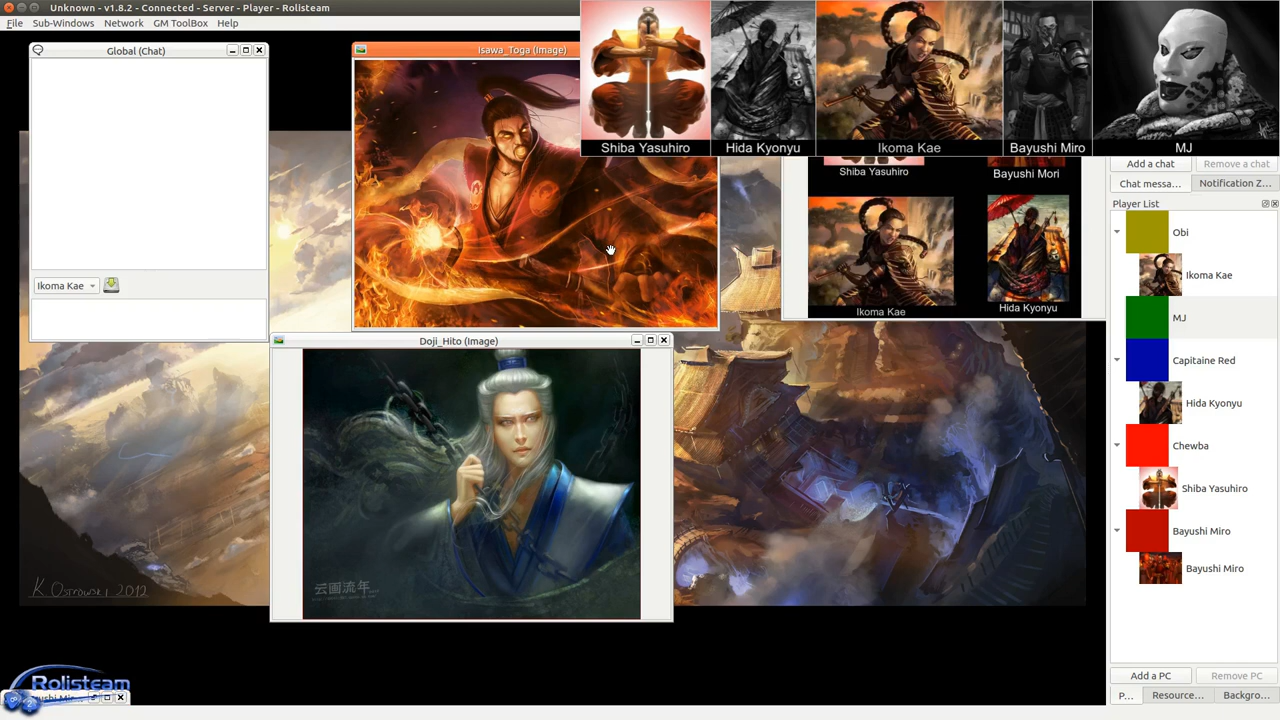 Unknown - v1.8.2 - Connected - Server - Player - Rolisteam
File Sub-Windows Network GM ToolBox Help
Global (Chat)
Isawa_Toga (Image)
Shiba Yasuhiro
Hida Kyonyu
Ikoma Kae
Bayushi Miro
MJ
Shiba Yasuhiro
Bayushi Mori
Ikoma Kae
Hida Kyonyu
Add a chat
Remove a chat
Chat messa...
Notification Z...
Player List
Obi
Ikoma Kae
MJ
Capitaine Red
Hida Kyonyu
Chewba
Shiba Yasuhiro
Bayushi Miro
Bayushi Miro
Ikoma Kae
Doji_Hito (Image)
云画流年
K OSTROWSKI 2012
Rolisteam
Add a PC
Remove PC
P...
Resource...
Backgro...